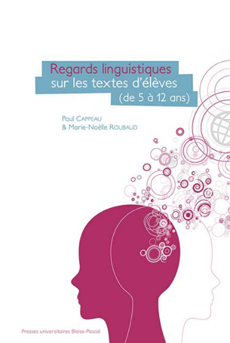 Regards linguistiques
sur les textes d'élèves
(de 5 à 12 ans)
Paul CAPPEAU
& Marie-Noëlle ROUBAUD
Presses universitaires Blaise-Pascal